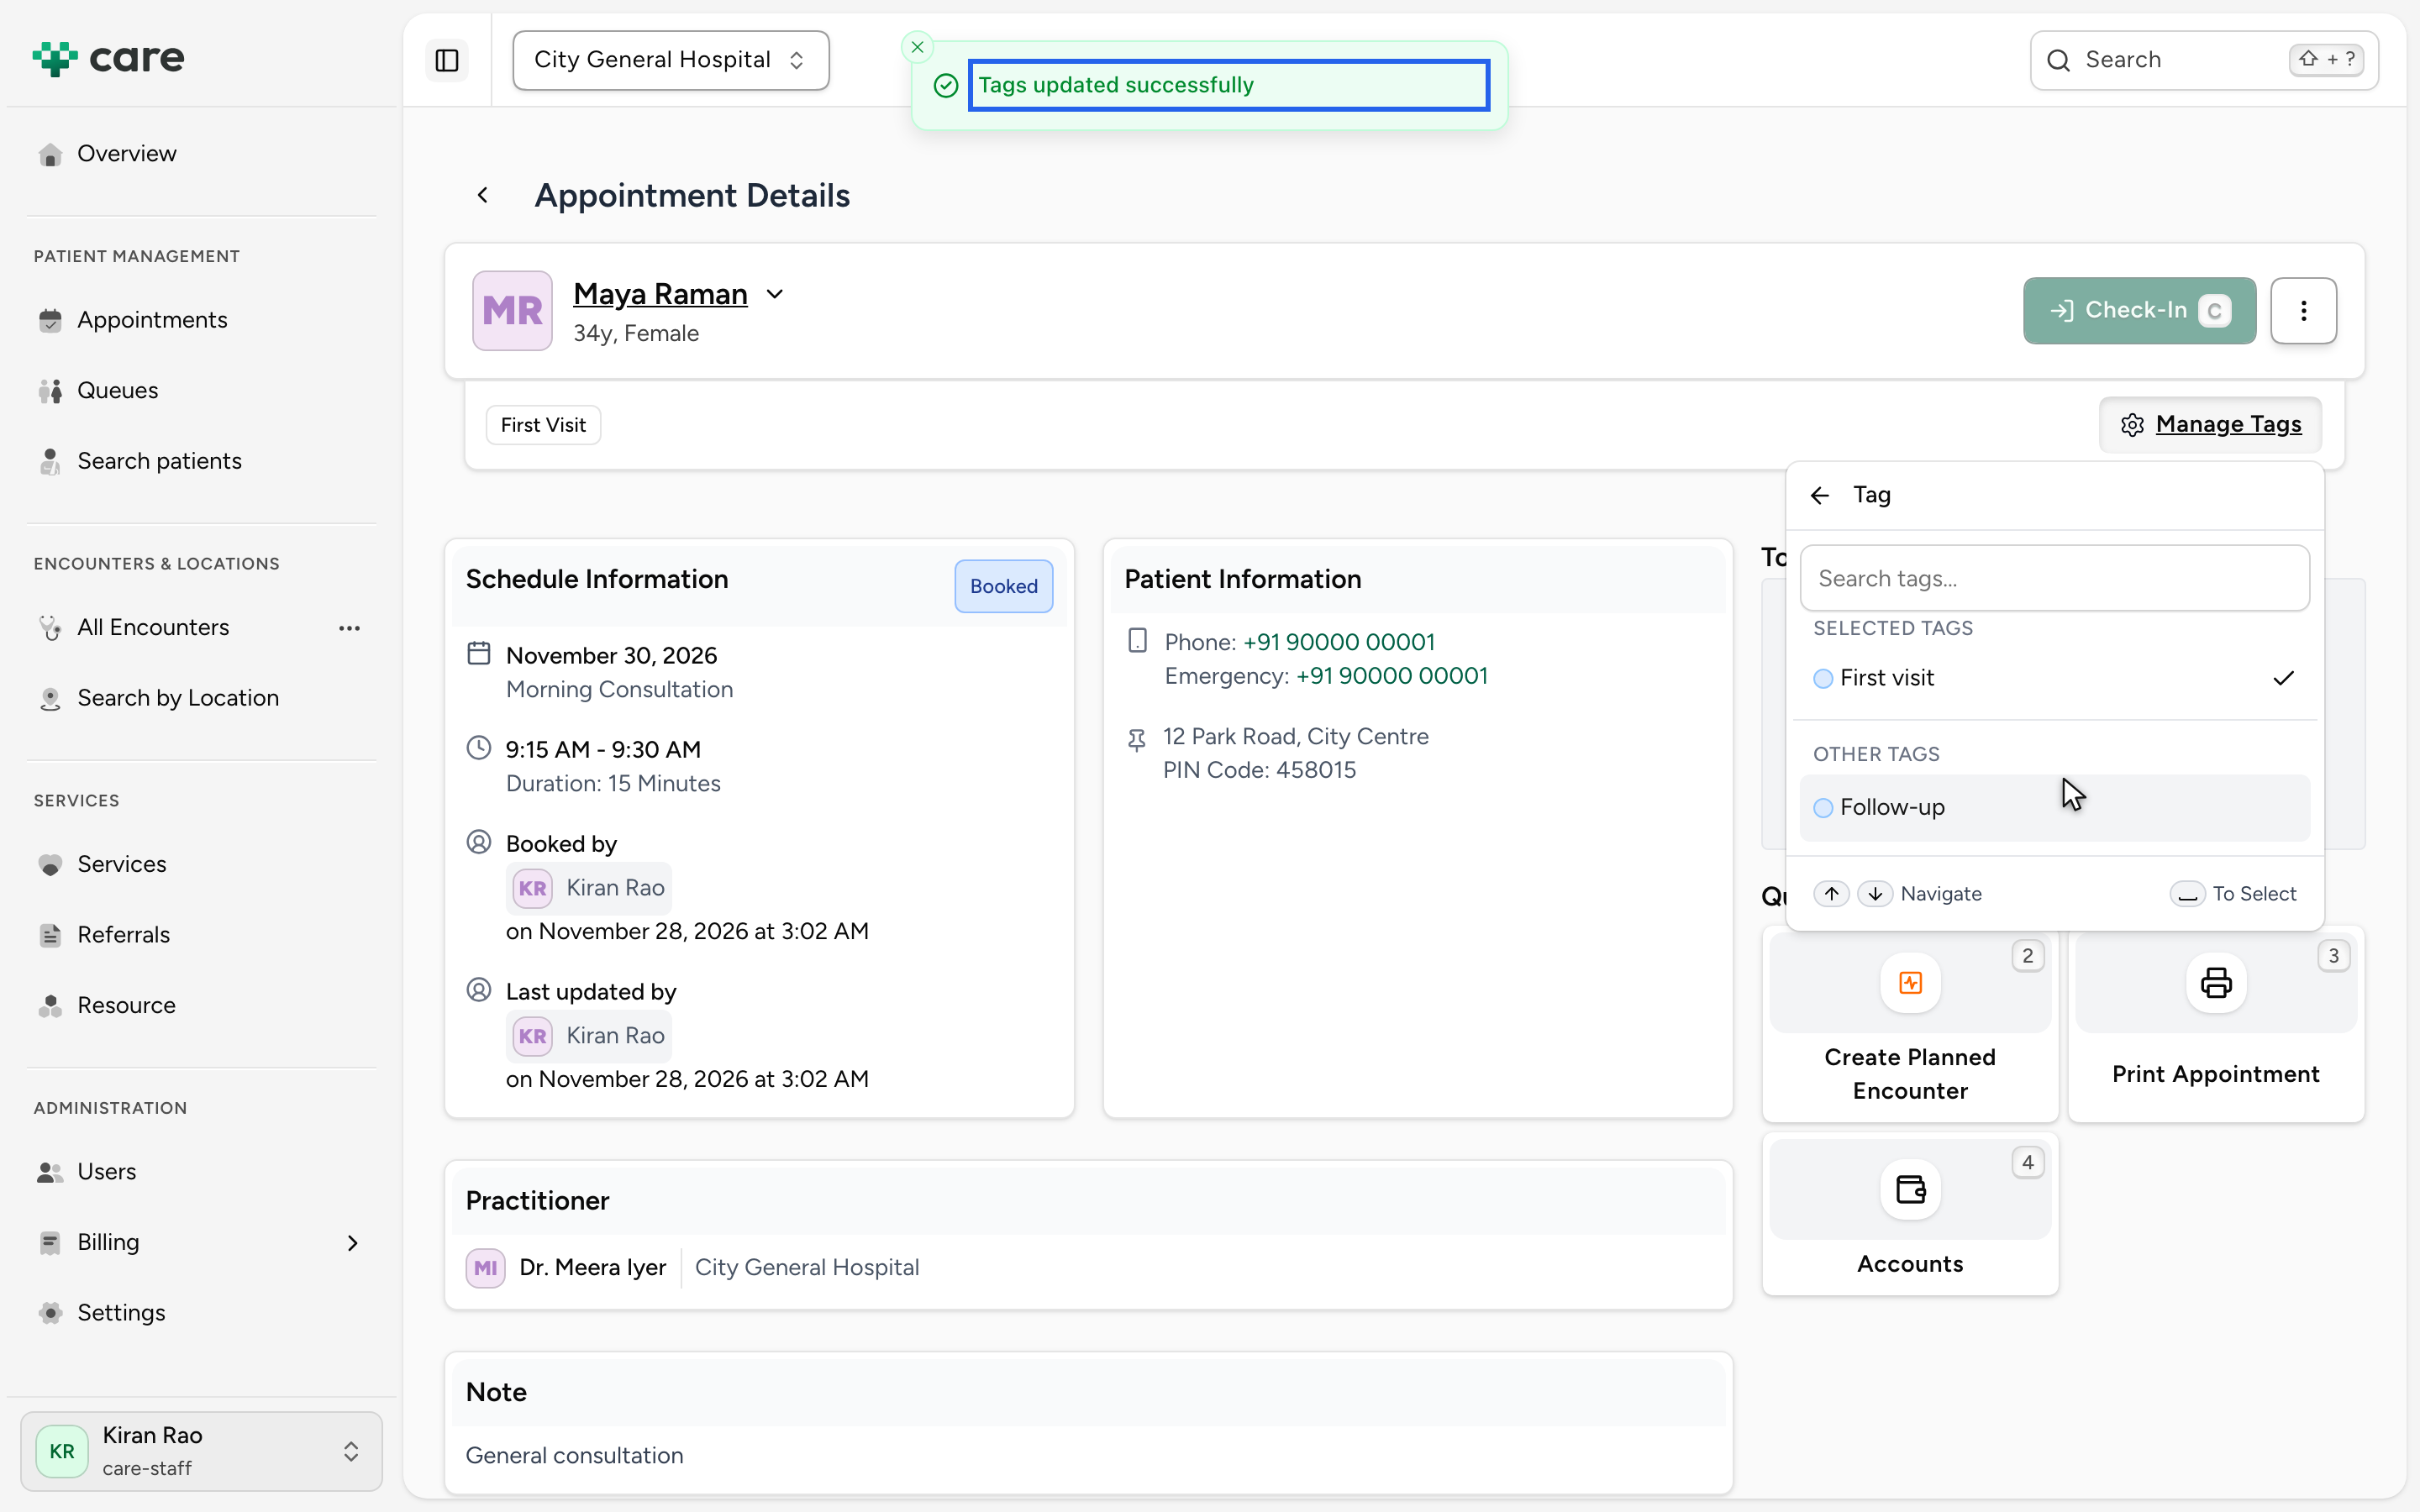 care
City General Hospital
Tags updated successfully
Search
+ ?
Overview
PATIENT MANAGEMENT
Appointments
Queues
Search patients
ENCOUNTERS & LOCATIONS
All Encounters
Search by Location
SERVICES
Services
Referrals
Resource
ADMINISTRATION
Users
Billing
Settings
KR
Kiran Rao
care-staff
Appointment Details
MR
Maya Raman
34y, Female
Check-In C
First Visit
Manage Tags
Tag
Search tags...
SELECTED TAGS
First visit
OTHER TAGS
Follow-up
Navigate
To Select
Schedule Information
Booked
November 30, 2026
Morning Consultation
9:15 AM - 9:30 AM
Duration: 15 Minutes
Booked by
KR Kiran Rao
on November 28, 2026 at 3:02 AM
Last updated by
KR Kiran Rao
on November 28, 2026 at 3:02 AM
Patient Information
Phone: +91 90000 00001
Emergency: +91 90000 00001
12 Park Road, City Centre
PIN Code: 458015
2
Create Planned
Encounter
3
Print Appointment
4
Accounts
Practitioner
MI Dr. Meera Iyer City General Hospital
Note
General consultation